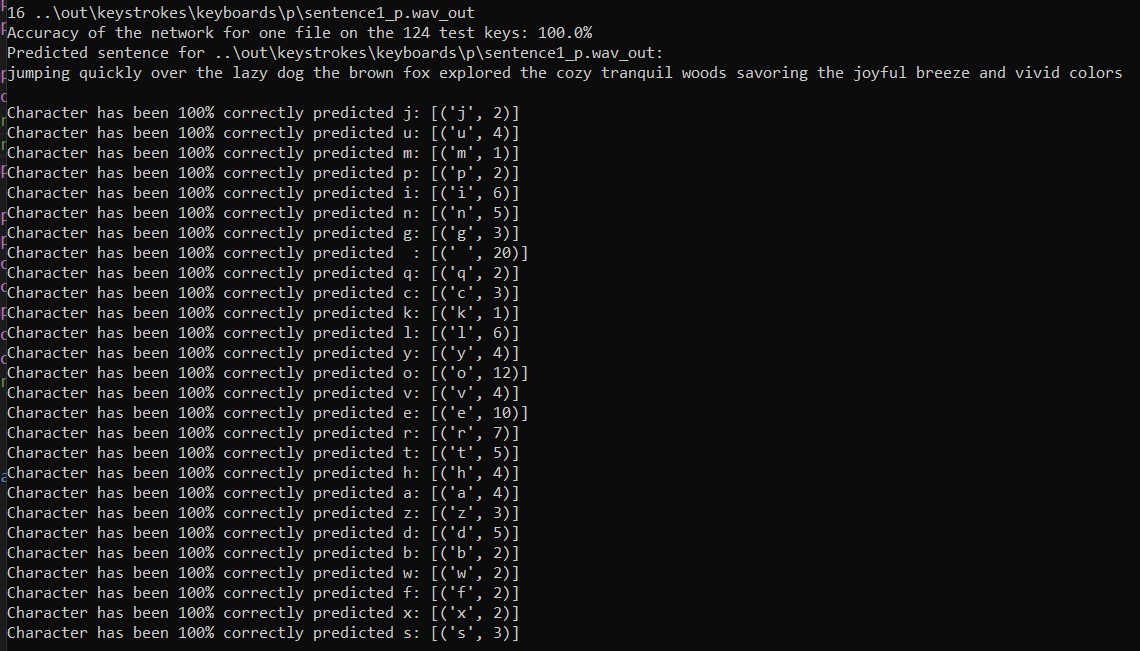 16 ..\out\keystrokes\keyboards\p\sentence1_p.wav_out
Accuracy of the network for one file on the 124 test keys: 100.0%
Predicted sentence for ..\out\keystrokes\keyboards\p\sentence1_p.wav_out:
jumping quickly over the lazy dog the brown fox explored the cozy tranquil woods savoring the joyful breeze and vivid colors

Character has been 100% correctly predicted j: [('j', 2)]
Character has been 100% correctly predicted u: [('u', 4)]
Character has been 100% correctly predicted m: [('m', 1)]
Character has been 100% correctly predicted p: [('p', 2)]
Character has been 100% correctly predicted i: [('i', 6)]
Character has been 100% correctly predicted n: [('n', 5)]
Character has been 100% correctly predicted g: [('g', 3)]
Character has been 100% correctly predicted  : [(' ', 20)]
Character has been 100% correctly predicted q: [('q', 2)]
Character has been 100% correctly predicted c: [('c', 3)]
Character has been 100% correctly predicted k: [('k', 1)]
Character has been 100% correctly predicted l: [('l', 6)]
Character has been 100% correctly predicted y: [('y', 4)]
Character has been 100% correctly predicted o: [('o', 12)]
Character has been 100% correctly predicted v: [('v', 4)]
Character has been 100% correctly predicted e: [('e', 10)]
Character has been 100% correctly predicted r: [('r', 7)]
Character has been 100% correctly predicted t: [('t', 5)]
Character has been 100% correctly predicted h: [('h', 4)]
Character has been 100% correctly predicted a: [('a', 4)]
Character has been 100% correctly predicted z: [('z', 3)]
Character has been 100% correctly predicted d: [('d', 5)]
Character has been 100% correctly predicted b: [('b', 2)]
Character has been 100% correctly predicted w: [('w', 2)]
Character has been 100% correctly predicted f: [('f', 2)]
Character has been 100% correctly predicted x: [('x', 2)]
Character has been 100% correctly predicted s: [('s', 3)]